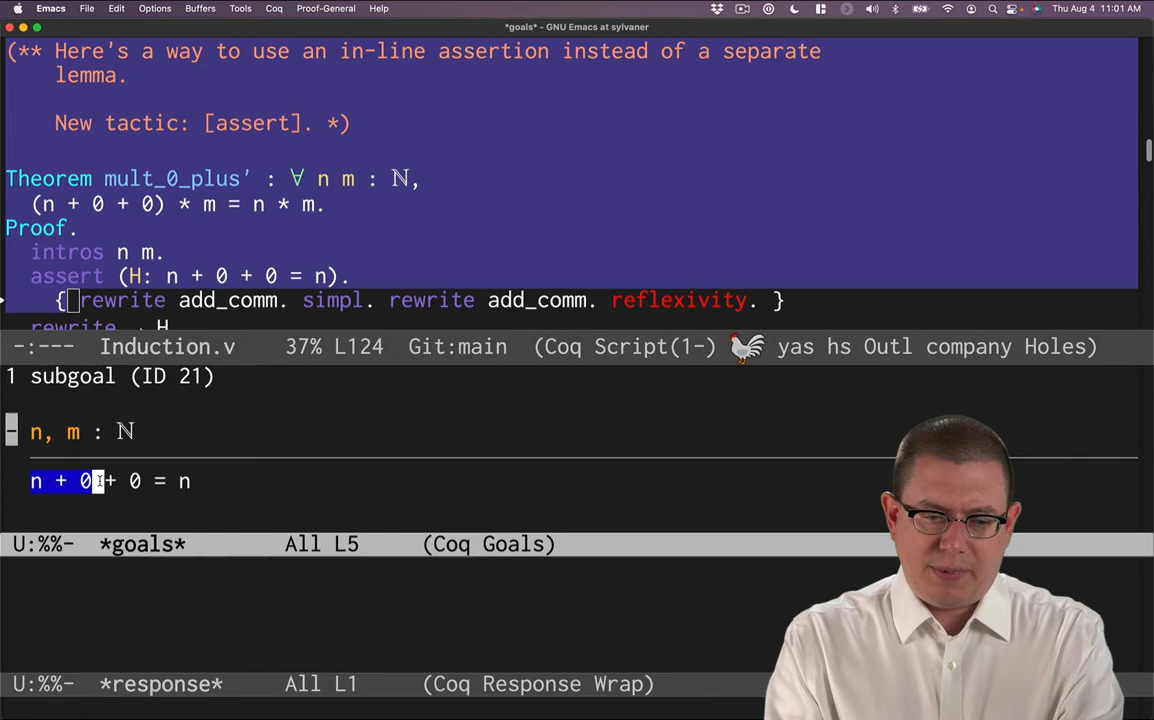 Emacs File Edit Options Buffers Tools Coq Proof-General Help Thu Aug 4 11:01 AM
*goals* - GNU Emacs at sylvaner
(** Here's a way to use an in-line assertion instead of a separate
lemma.
New tactic: [assert]. *)
Theorem mult_0_plus' : ∀ n m : ℕ,
(n + 0 + 0) * m = n * m.
Proof.
intros n m.
assert (H: n + 0 + 0 = n).
{ rewrite add_comm. simpl. rewrite add_comm. reflexivity. }
rewrite → H
-:--- Induction.v 37% L124 Git:main (Coq Script(1-) 🐓 yas hs Outl company Holes)
1 subgoal (ID 21)
- n, m : ℕ
n + 0 + 0 = n
U:%%- *goals* All L5 (Coq Goals)
U:%%- *response* All L1 (Coq Response Wrap)